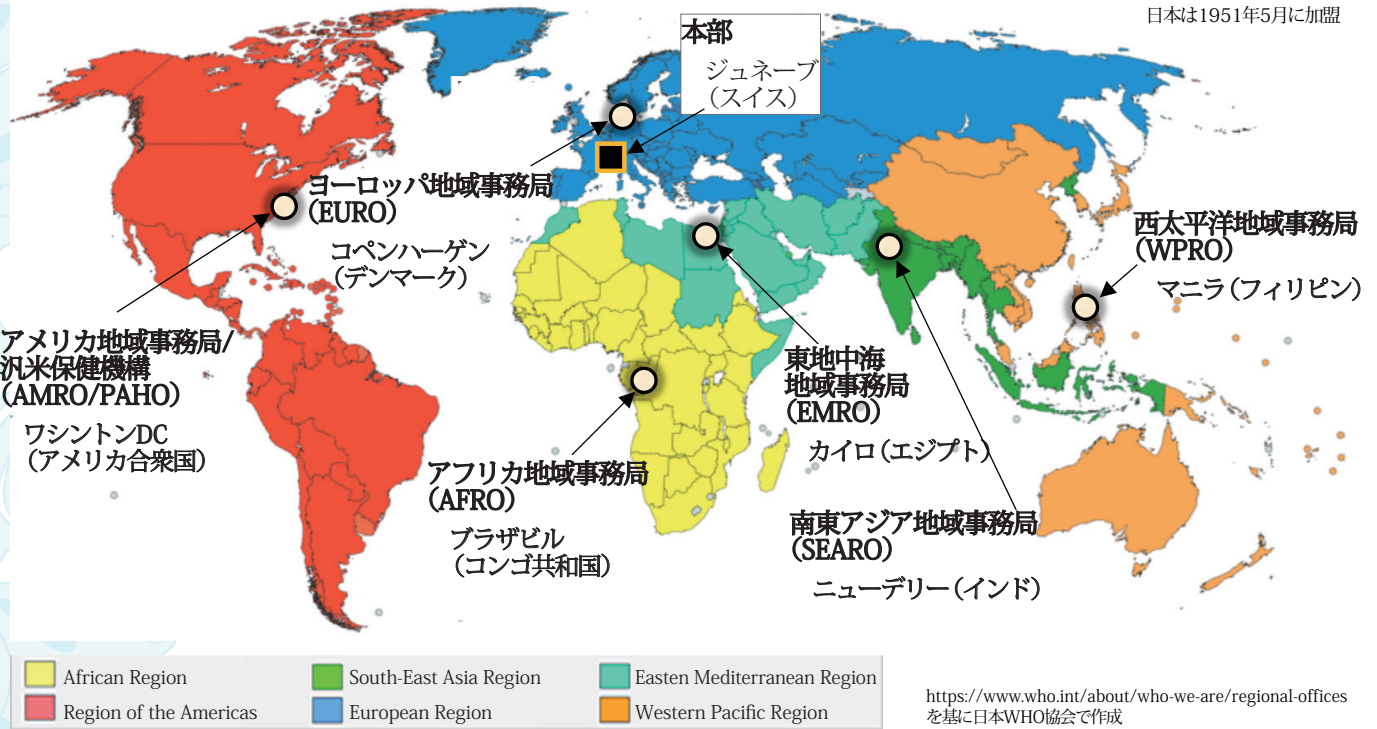 日本は1951年5月に加盟
本部
ジュネーブ
（スイス）
ヨーロッパ地域事務局
(EURO)
コペンハーゲン
（デンマーク）
西太平洋地域事務局
(WPRO)
マニラ（フィリピン）
アメリカ地域事務局/
汎米保健機構
(AMRO/PAHO)
ワシントンDC
（アメリカ合衆国）
東地中海
地域事務局
(EMRO)
カイロ（エジプト）
アフリカ地域事務局
(AFRO)
ブラザビル
（コンゴ共和国）
南東アジア地域事務局
(SEARO)
ニューデリー（インド）
African Region
South-East Asia Region
Easten Mediterranean Region
Region of the Americas
European Region
Western Pacific Region
https://www.who.int/about/who-we-are/regional-offices
を基に日本WHO協会で作成